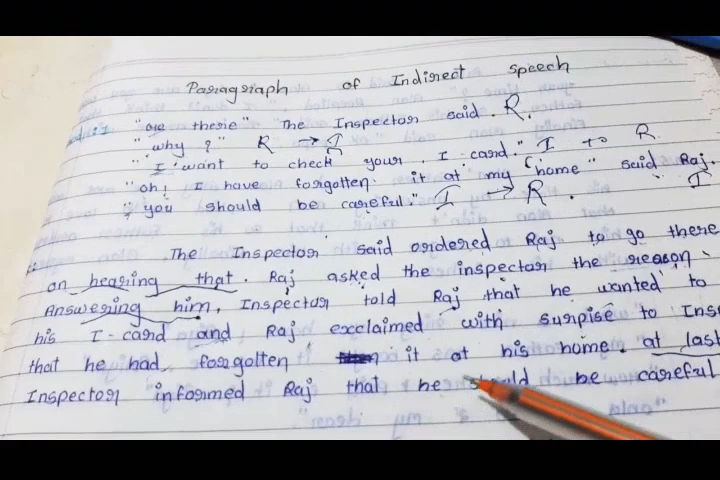 Paragraph of Indirect speech
"are there" The Inspector said. R.
"why?" R → I
"I want to check your I card." I to R
"oh! I have forgotten it at my home" said Raj.
"you should be careful." I → R. I
The Inspector said ordered Raj to go there
on hearing that. Raj asked the inspector the reason
Answering him, Inspector told Raj that he wanted to
his I-card and Raj exclaimed with surpise to Ins
that he had forgotten it at his home. at last
Inspector informed Raj that he should be careful